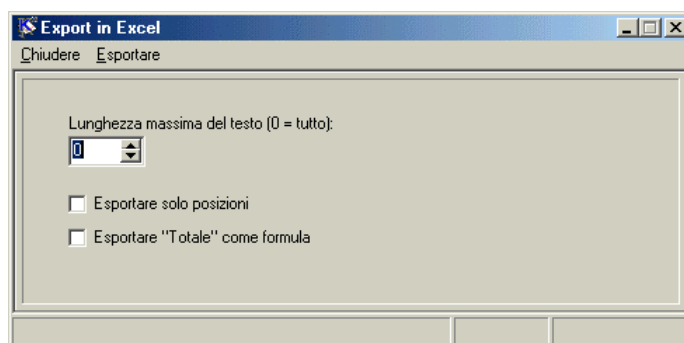 Export in Excel
Chiudere Esportare
Lunghezza massima del testo (0 = tutto):
0
Esportare solo posizioni
Esportare "Totale" come formula